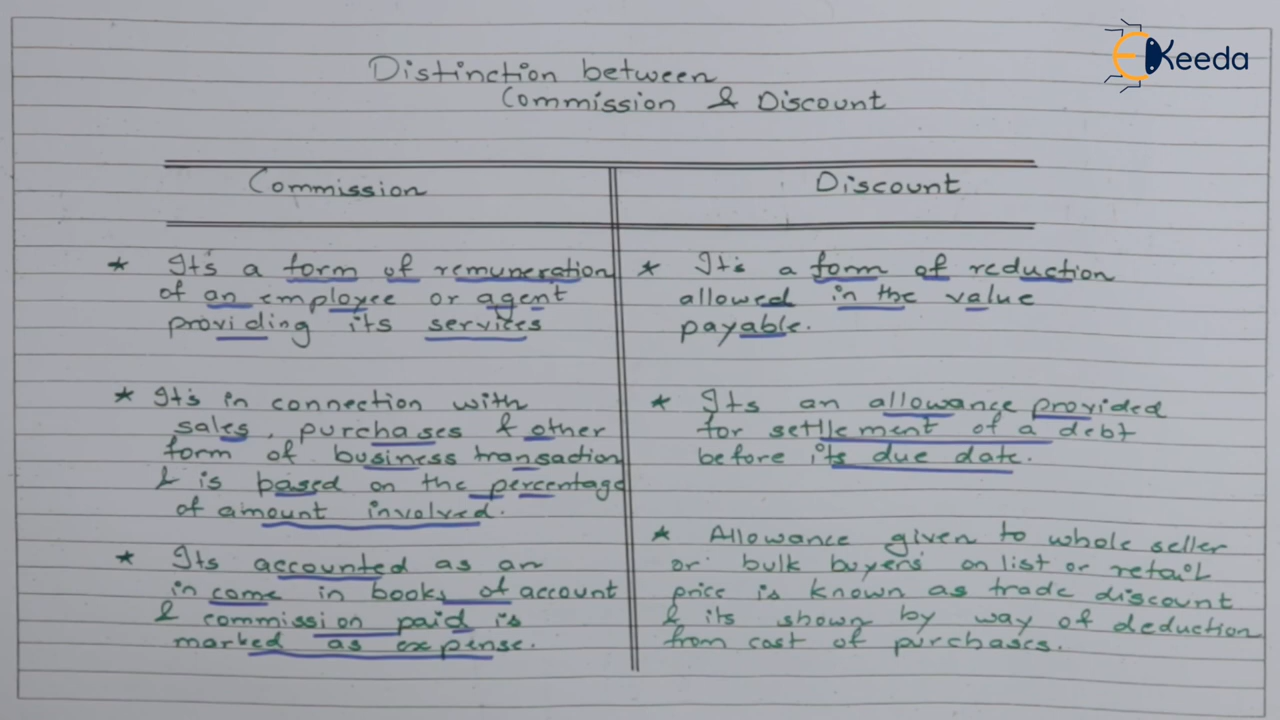 EKeeda
Distinction between
Commission & Discount
Commission
Discount
* It's a form of remuneration
of an employee or agent
providing its services
* It's in connection with
sales, purchases & other
form of business transaction
& is based on the percentage
of amount involved.
* Its accounted as an
in come in books of account
& commission paid is
marked as expense.
* It's a form of reduction
allowed in the value
payable.
* Its an allowance provided
for settlement of a debt
before its due date.
* Allowance given to whole seller
or bulk buyers on list or retail
price is known as trade discount
& its shown by way of deduction
from cost of purchases.